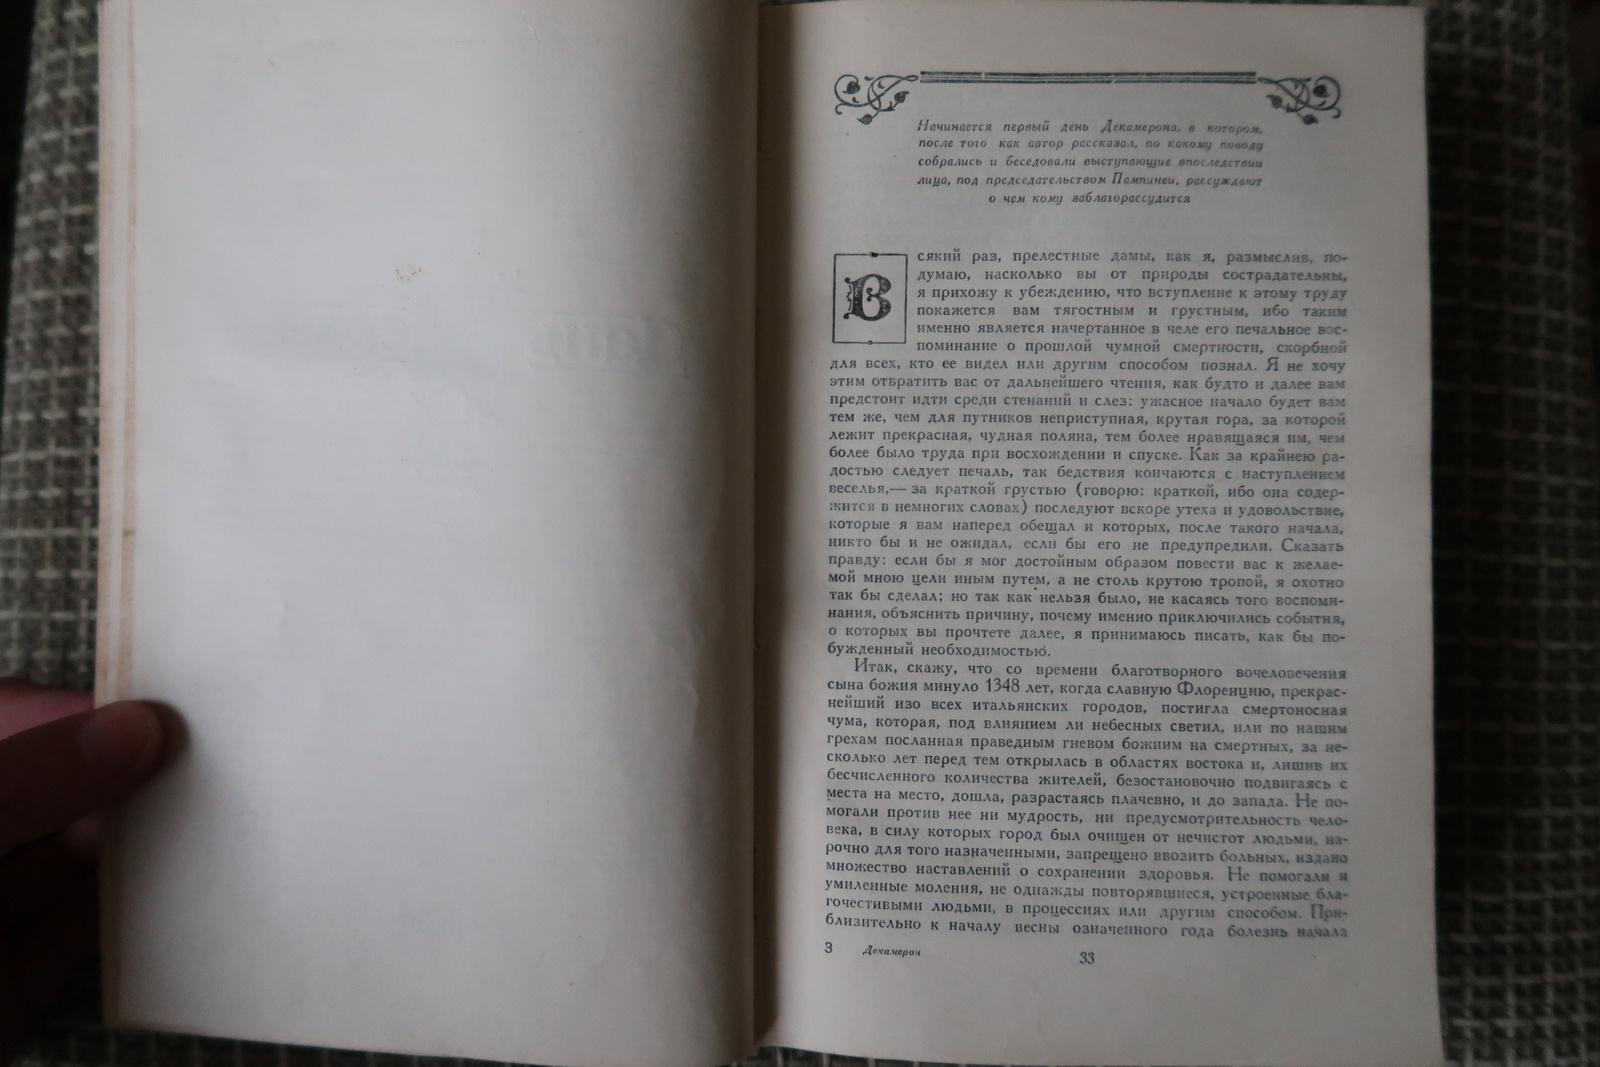 Начинается первый день Декамерона, в котором,
после того как автор рассказал, по какому поводу
собрались и беседовали выступающие впоследствии
лица, под председательством Пампинеи, рассуждают
о чем кому заблагорассудится
Всякий раз, прелестные дамы, как я, размыслив, по-
думаю, насколько вы от природы сострадательны,
я прихожу к убеждению, что вступление к этому труду
покажется вам тягостным и грустным, ибо таким
именно является начертанное в челе его печальное вос-
поминание о прошлой чумной смертности, скорбной
для всех, кто ее видел или другим способом познал. Я не хочу
этим отвратить вас от дальнейшего чтения, как будто и далее вам
предстоит идти среди стенаний и слез: ужасное начало будет вам
тем же, чем для путников неприступная, крутая гора, за которой
лежит прекрасная, чудная поляна, тем более нравящаяся им, чем
более было труда при восхождении и спуске. Как за крайнею ра-
достью следует печаль, так бедствия кончаются с наступлением
веселья,— за краткой грустью (говорю: краткой, ибо она содер-
жится в немногих словах) последуют вскоре утеха и удовольствие,
которые я вам наперед обещал и которых, после такого начала,
никто бы и не ожидал, если бы его не предупредили. Сказать
правду: если бы я мог достойным образом повести вас к желае-
мой мною цели иным путем, а не столь крутою тропой, я охотно
так бы сделал; но так как нельзя было, не касаясь того воспоми-
нания, объяснить причину, почему именно приключились события,
о которых вы прочтете далее, я принимаюсь писать, как бы по-
бужденный необходимостью.
Итак, скажу, что со времени благотворного вочеловечения
сына божия минуло 1348 лет, когда славную Флоренцию, прекрас-
нейший изо всех итальянских городов, постигла смертоносная
чума, которая, под влиянием ли небесных светил, или по нашим
грехам посланная праведным гневом божиим на смертных, за не-
сколько лет перед тем открылась в областях востока и, лишив их
бесчисленного количества жителей, безостановочно подвигаясь с
места на место, дошла, разрастаясь плачевно, и до запада. Не по-
могали против нее ни мудрость, ни предусмотрительность чело-
века, в силу которых город был очищен от нечистот людьми, на-
рочно для того назначенными, запрещено ввозить больных, издано
множество наставлений о сохранении здоровья. Не помогали и
умиленные моления, не однажды повторявшиеся, устроенные бла-
гочестивыми людьми, в процессиях или другим способом. При-
близительно к началу весны означенного года болезнь начала
3 Декамерон
33